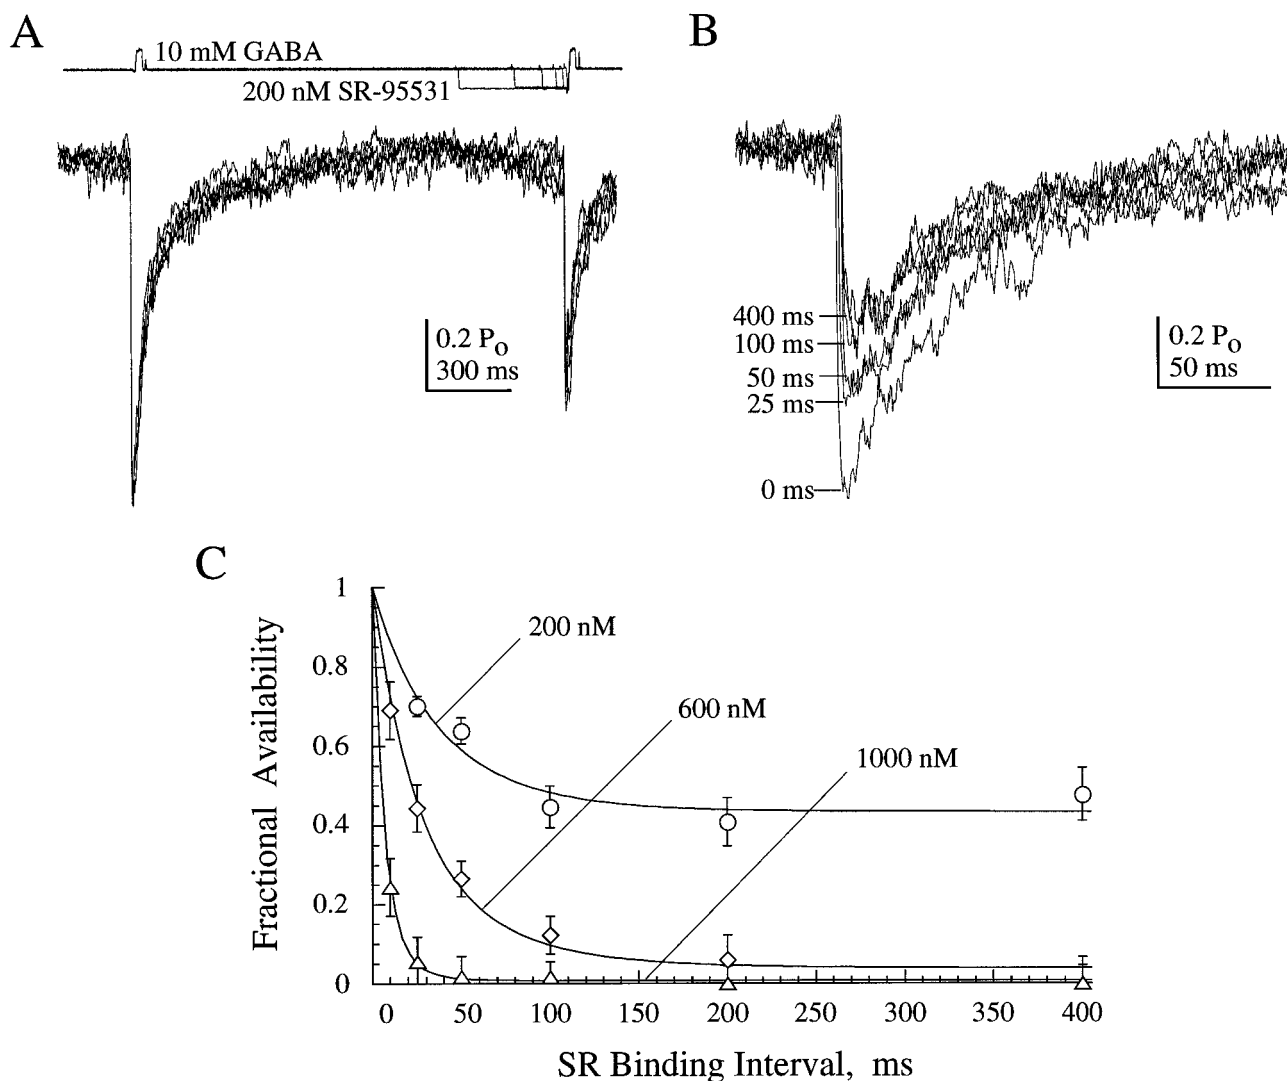 A
10 mM GABA
200 nM SR-95531
0.2 Po
300 ms
B
400 ms
100 ms
50 ms
25 ms
0 ms
0.2 Po
50 ms
C
Fractional Availability
1
0.8
0.6
0.4
0.2
0
200 nM
600 nM
1000 nM
0 50 100 150 200 250 300 350 400
SR Binding Interval, ms